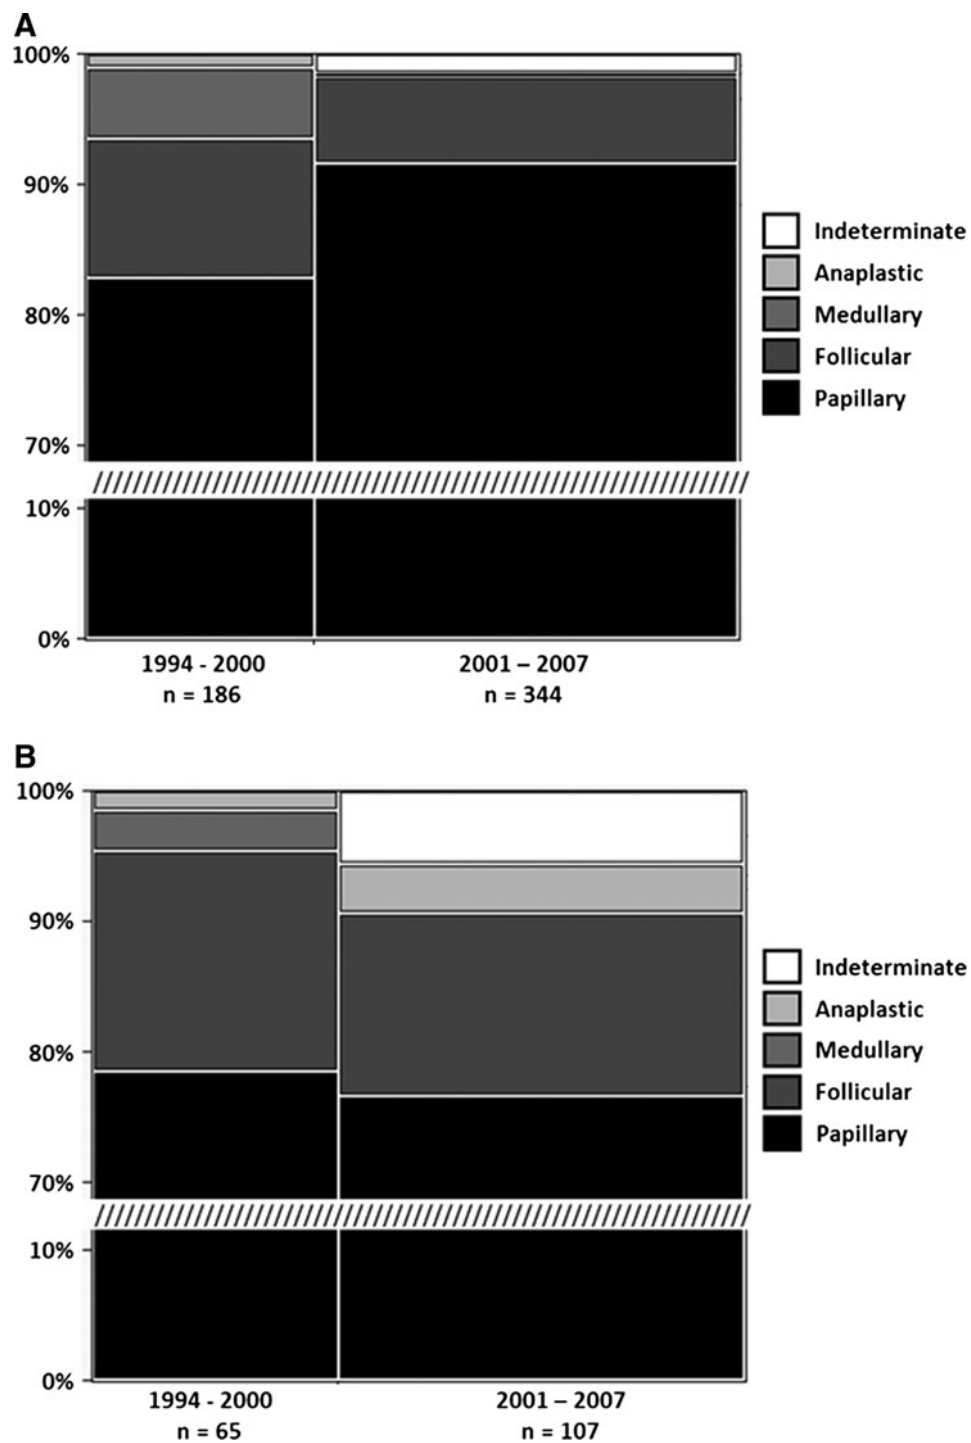 A
100%
90%
80%
70%
10%
0%
1994 - 2000
n = 186
2001 – 2007
n = 344
Indeterminate
Anaplastic
Medullary
Follicular
Papillary
B
100%
90%
80%
70%
10%
0%
1994 - 2000
n = 65
2001 – 2007
n = 107
Indeterminate
Anaplastic
Medullary
Follicular
Papillary